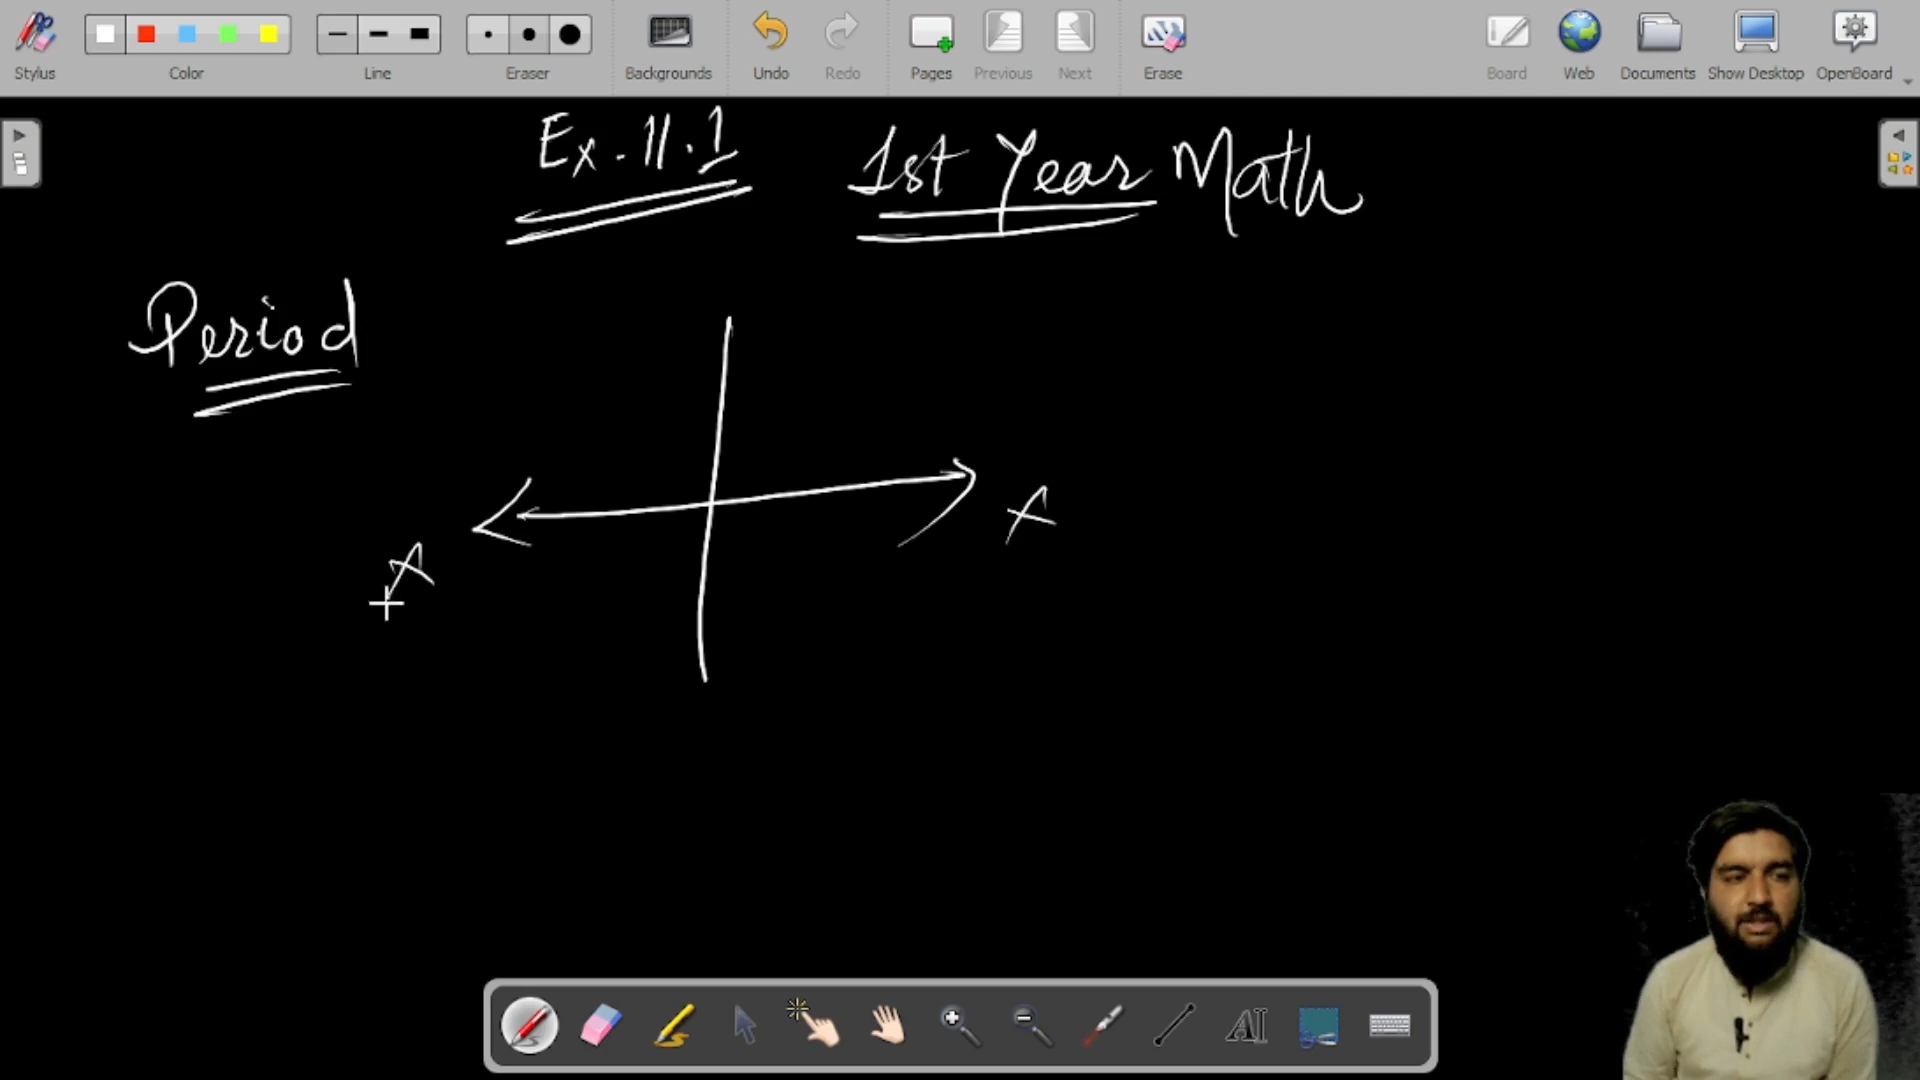 Stylus Color Line Eraser Backgrounds Undo Redo Pages Previous Next Erase Board Web Documents Show Desktop OpenBoard
Ex. 11.1 1st Year Math
Period
X
X
AI